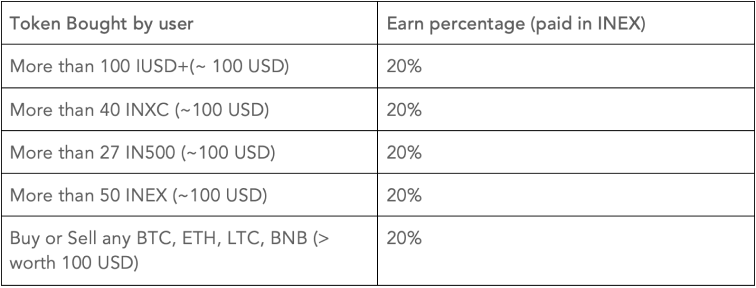 Token Bought by user Earn percentage (paid in INEX)
More than 100 IUSD+(~ 100 USD) 20%
More than 40 INXC (~100 USD) 20%
More than 27 IN500 (~100 USD) 20%
More than 50 INEX (~100 USD) 20%
Buy or Sell any BTC, ETH, LTC, BNB (> 20%
worth 100 USD)